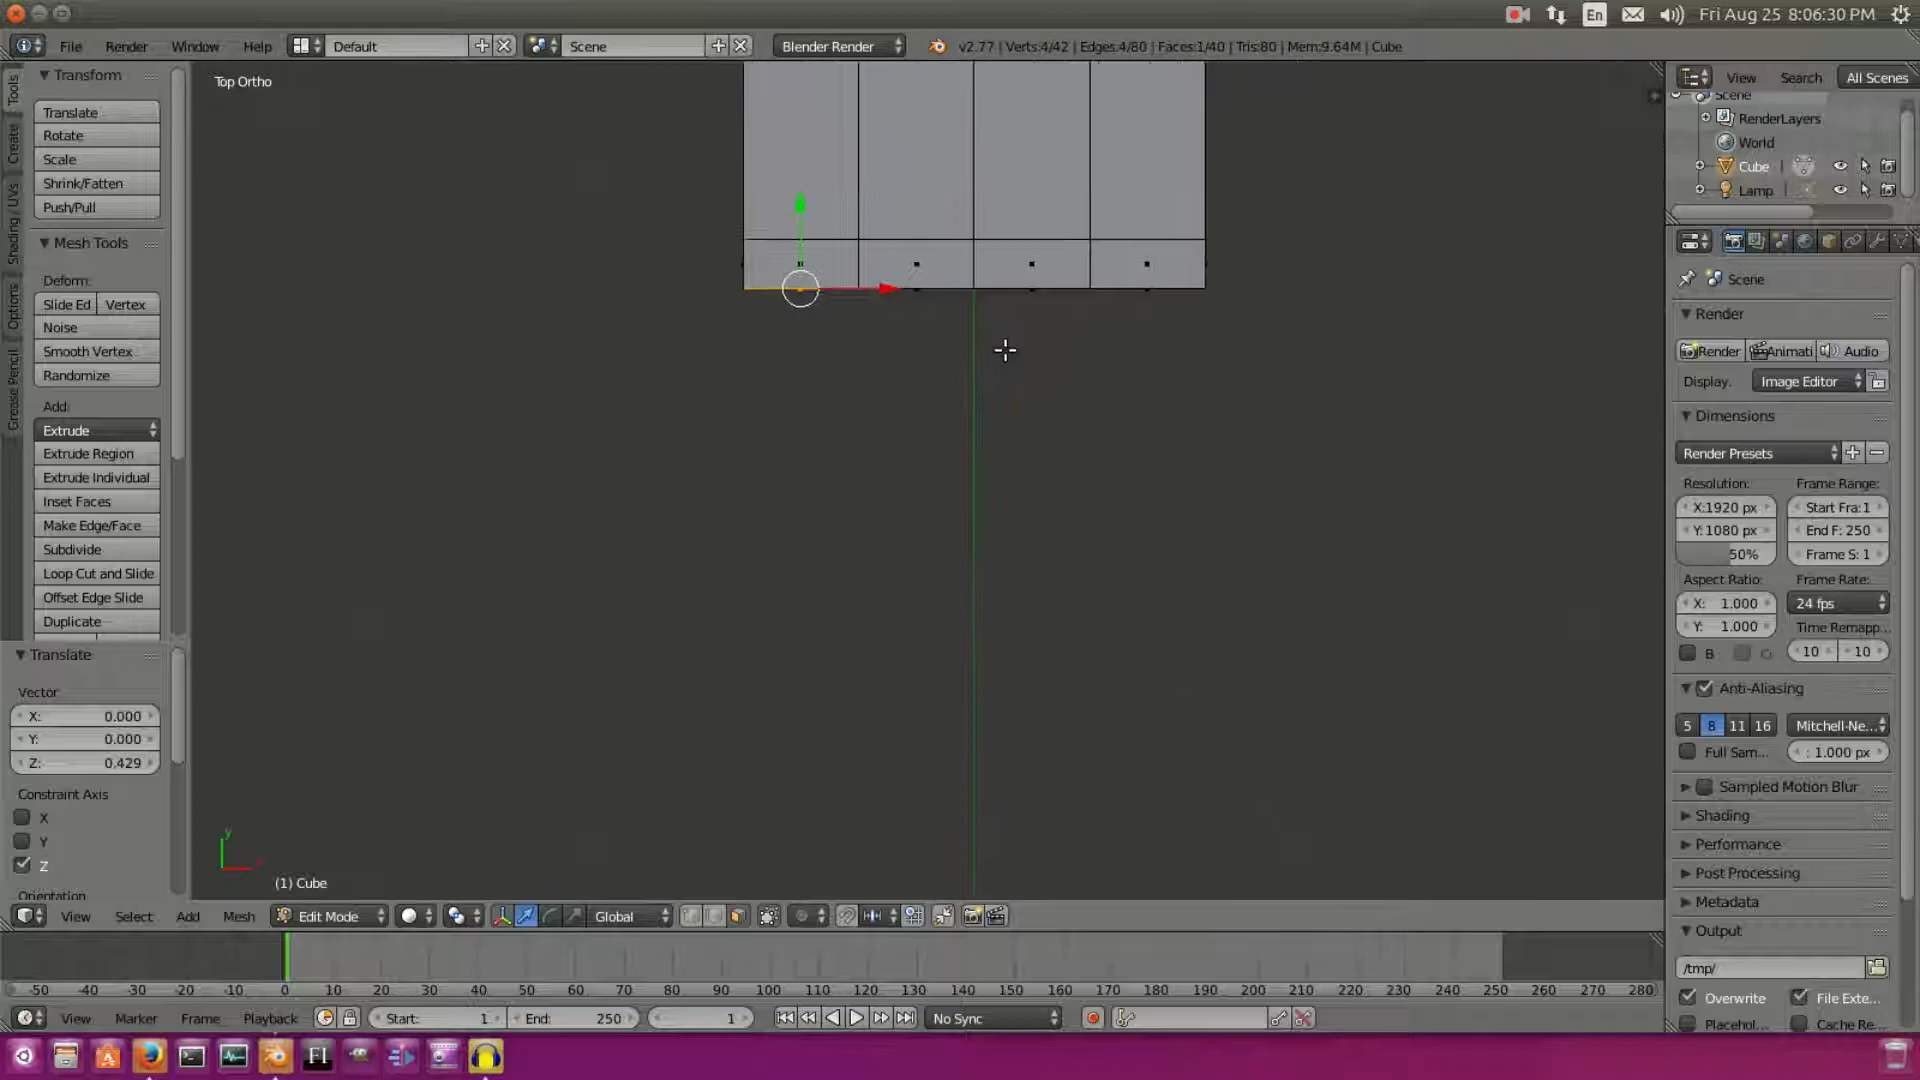 En
Fri Aug 25 8:06:30 PM
File Render Window Help Default Scene Blender Render v2.77 | Verts:4/42 | Edges:4/80 | Faces:1/40 | Tris:80 | Mem:9.64M | Cube
Tools
Create
Shading / UVs
Options
Grease Pencil
Transform
Translate
Rotate
Scale
Shrink/Fatten
Push/Pull
Mesh Tools
Deform:
Slide Ed Vertex
Noise
Smooth Vertex
Randomize
Add:
Extrude
Extrude Region
Extrude Individual
Inset Faces
Make Edge/Face
Subdivide
Loop Cut and Slide
Offset Edge Slide
Duplicate
Translate
Vector
X: 0.000
Y: 0.000
Z: 0.429
Constraint Axis
X
Y
Z
Orientation
Top Ortho
y
(1) Cube
View Select Add Mesh Edit Mode Global
-50 -40 -30 -20 -10 0 10 20 30 40 50 60 70 80 90 100 110 120 130 140 150 160 170 180 190 200 210 220 230 240 250 260 270 280
View Marker Frame Playback Start: 1 End: 250 1 No Sync
View Search All Scenes
Scene
RenderLayers
World
Cube
Lamp
Scene
Render
Render Animati Audio
Display: Image Editor
Dimensions
Render Presets
Resolution: Frame Range:
X:1920 px Start Fra:1
Y:1080 px End F: 250
50% Frame S: 1
Aspect Ratio: Frame Rate:
X: 1.000 24 fps
Y: 1.000 Time Remapp...
B 10 10
Anti-Aliasing
5 8 11 16 Mitchell-Ne...
Full Sam... : 1.000 px
Sampled Motion Blur
Shading
Performance
Post Processing
Metadata
Output
/tmp/
Overwrite File Exte...
Placehol... Cache Re...